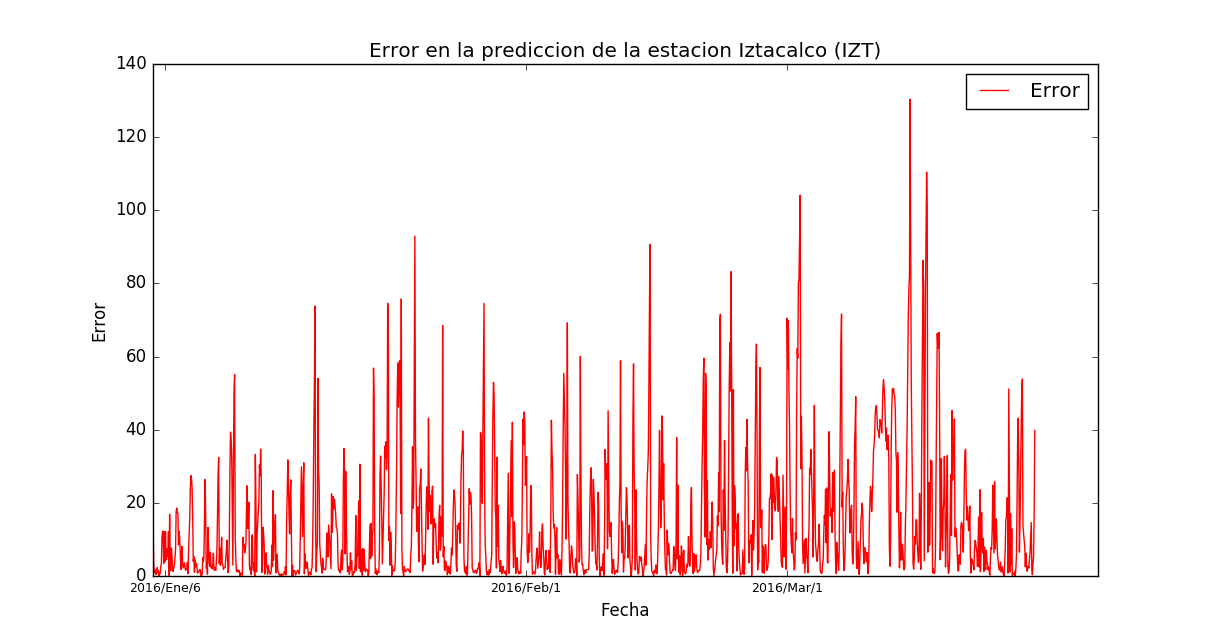 Error en la prediccion de la estacion Iztacalco (IZT)
Error
140
120
100
80
60
40
20
0
Error
2016/Ene/6
2016/Feb/1
2016/Mar/1
Fecha